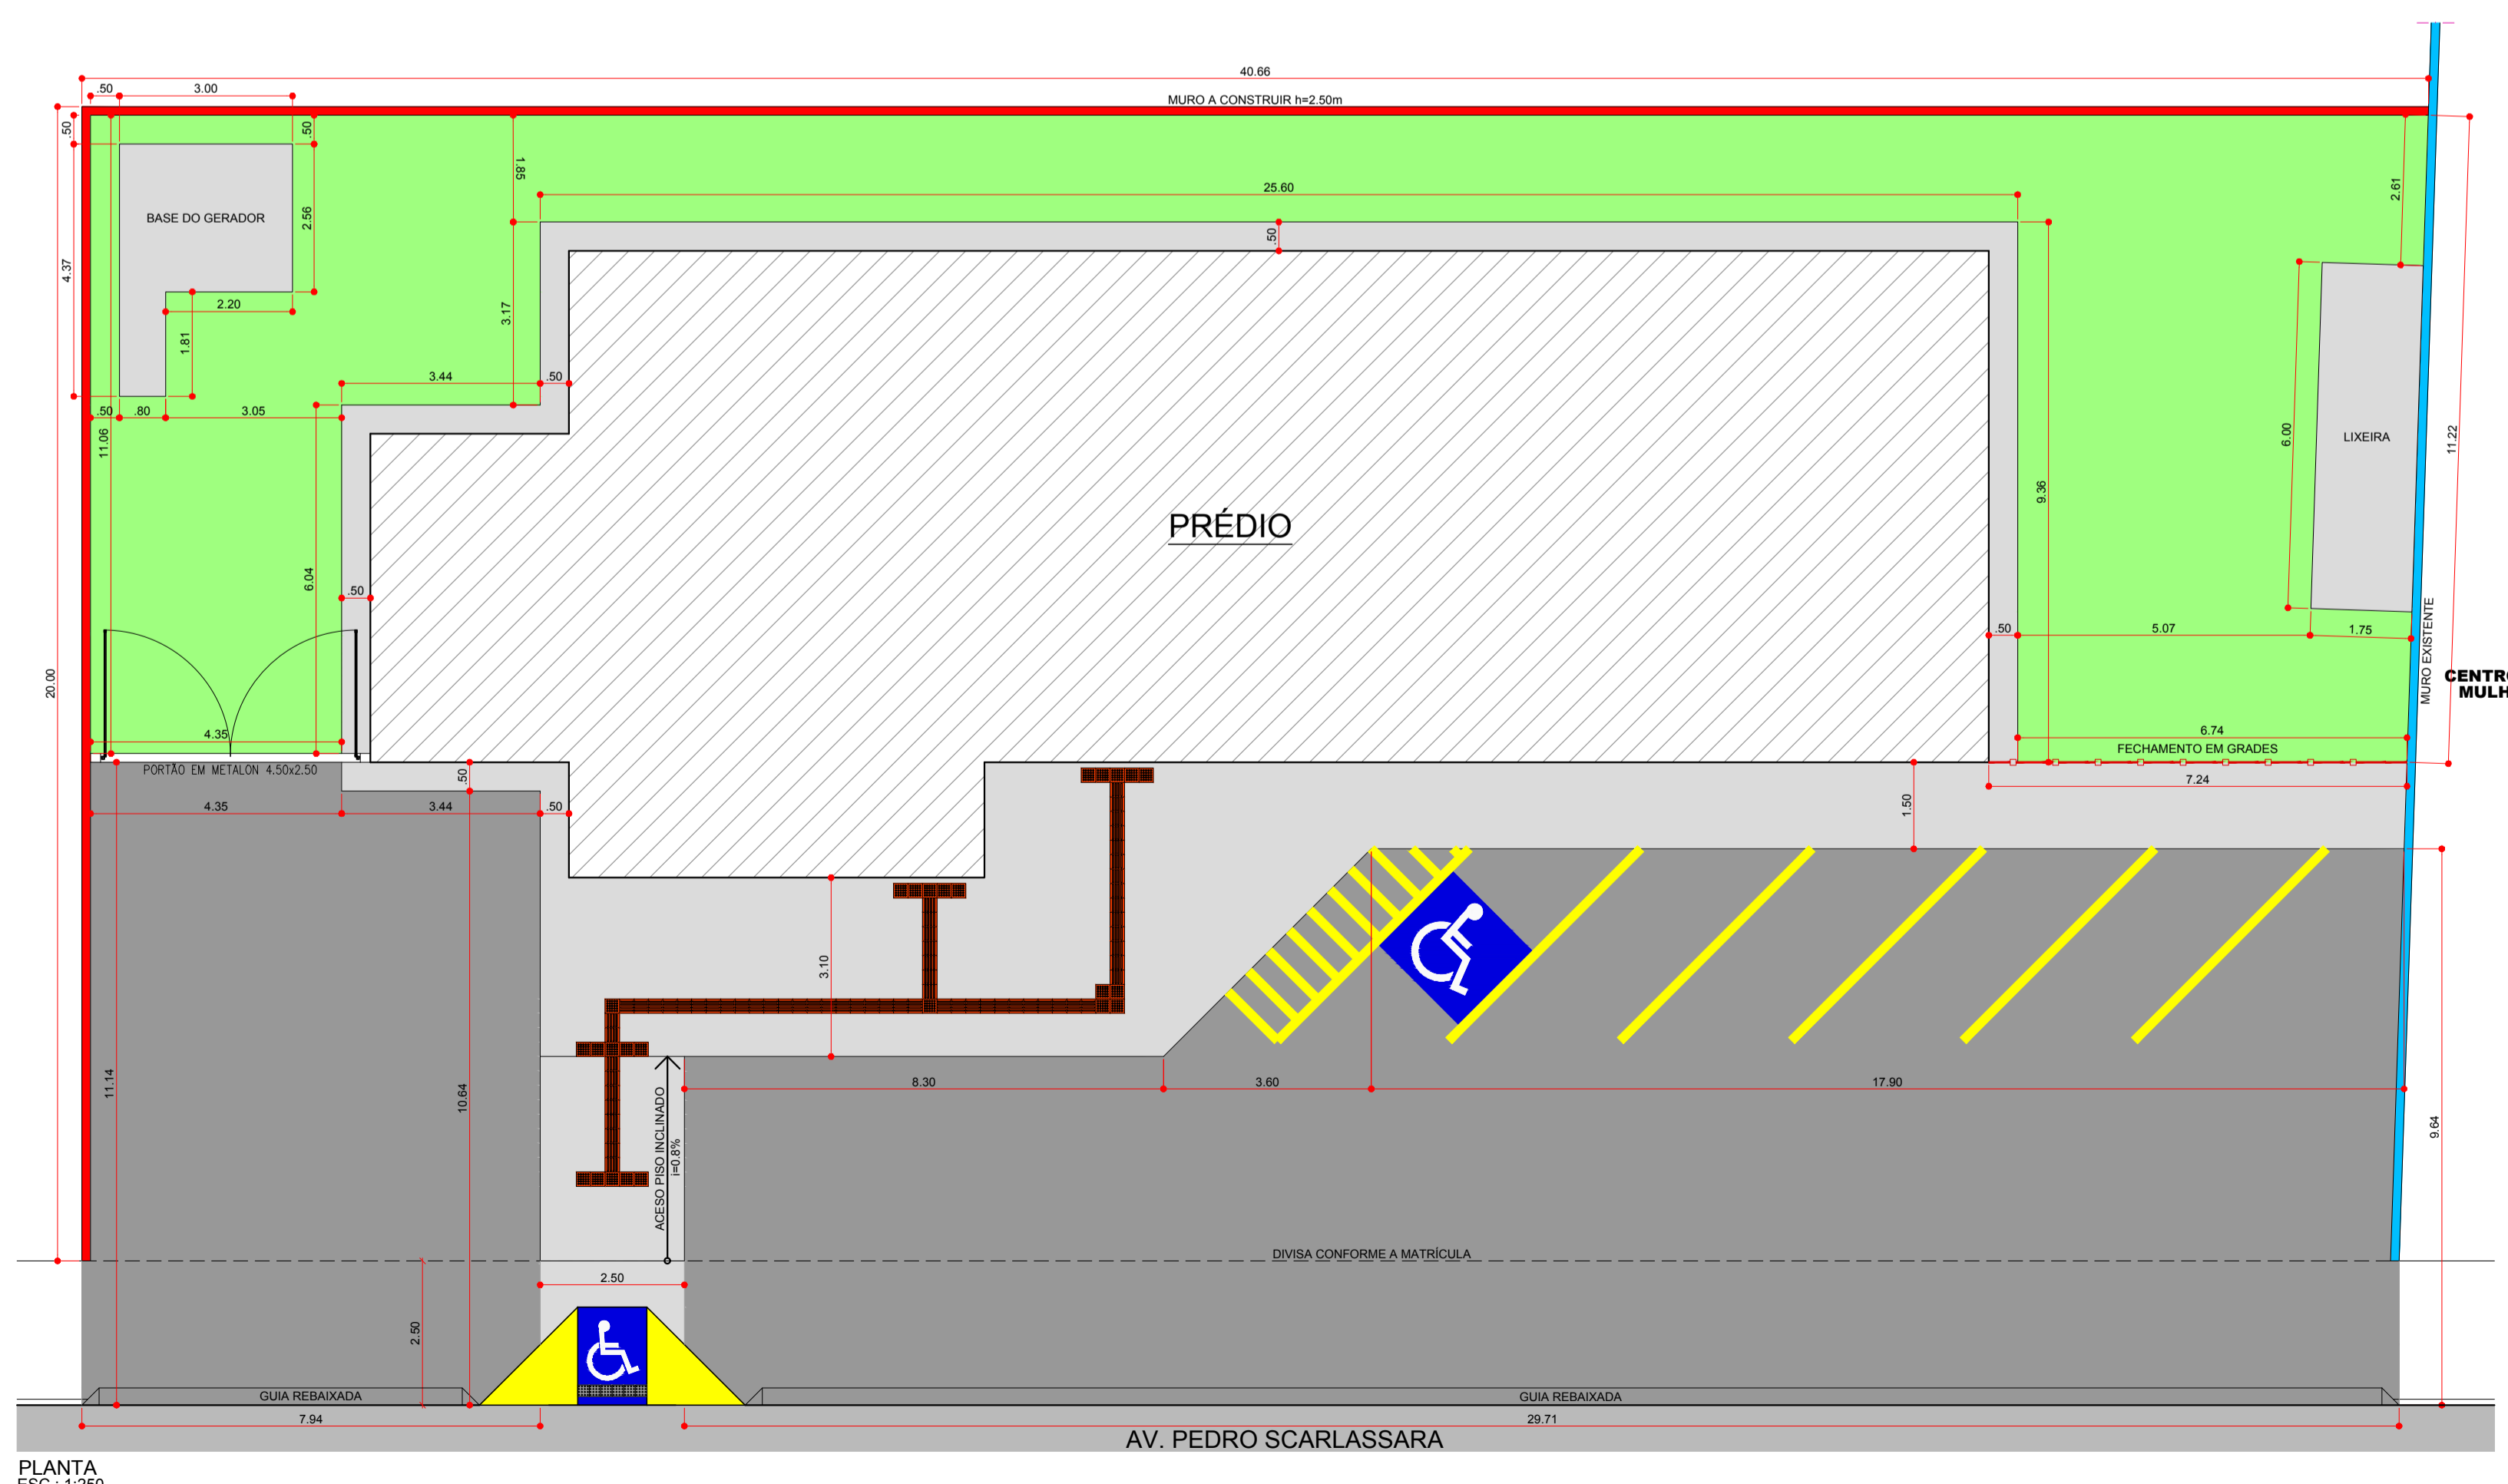 40.66
MURO A CONSTRUIR h=2.50m
.50
3.00
.50
.50
1.85
2.61
25.60
BASE DO GERADOR
2.56
4.37
.50
3.17
2.20
1.81
3.44
.50
.50
.80
3.05
11.06
6.00
LIXEIRA
11.22
9.36
PRÉDIO
6.04
.50
.50
5.07
1.75
MURO EXISTENTE
20.00
CENTR
MULH
4.35
6.74
FECHAMENTO EM GRADES
PORTÃO EM METALON 4.50x2.50
.50
7.24
4.35
3.44
.50
1.50
3.10
11.14
10.64
8.30
3.60
17.90
9.64
ACESO PISO INCLINADO
i=0.8%
DIVISA CONFORME A MATRÍCULA
2.50
2.50
GUIA REBAIXADA
GUIA REBAIXADA
7.94
29.71
AV. PEDRO SCARLASSARA
PLANTA
ESC.: 1:250